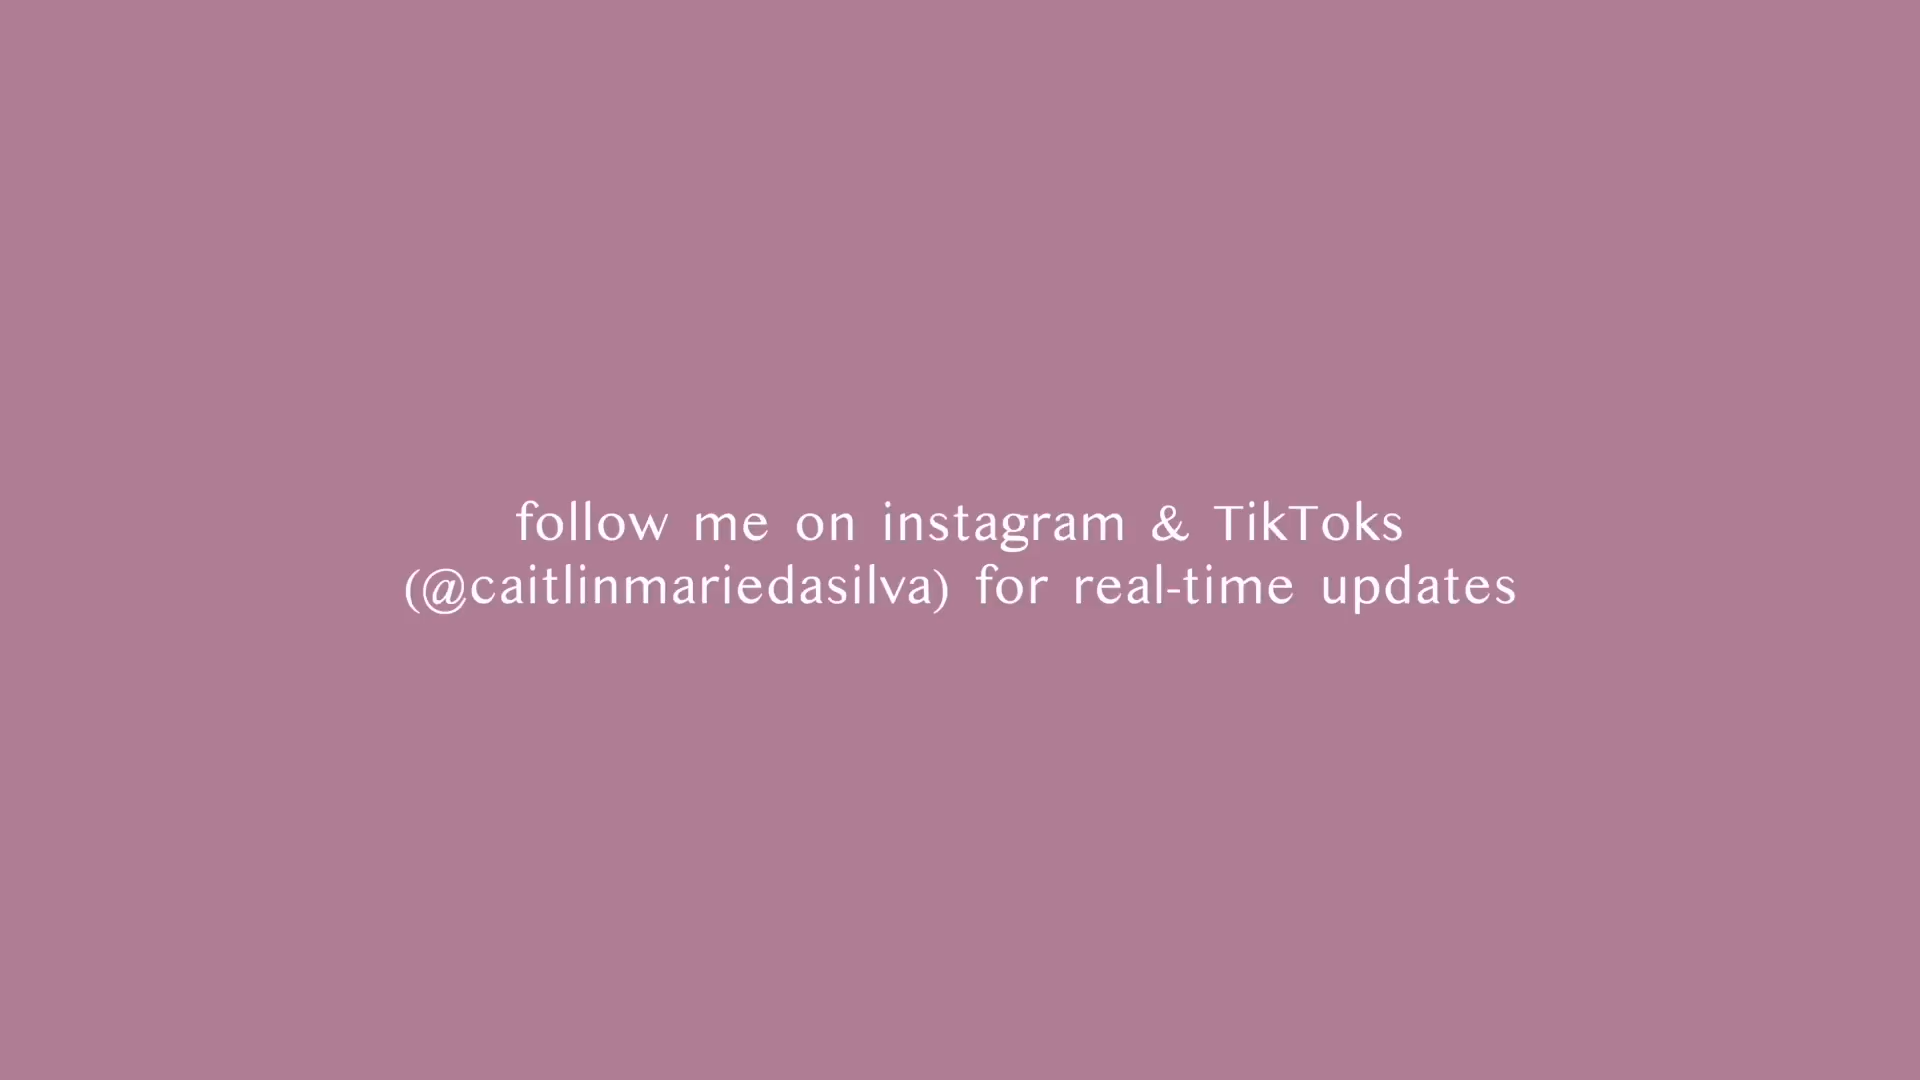 follow me on instagram & TikToks
(@caitlinmariedasilva) for real-time updates